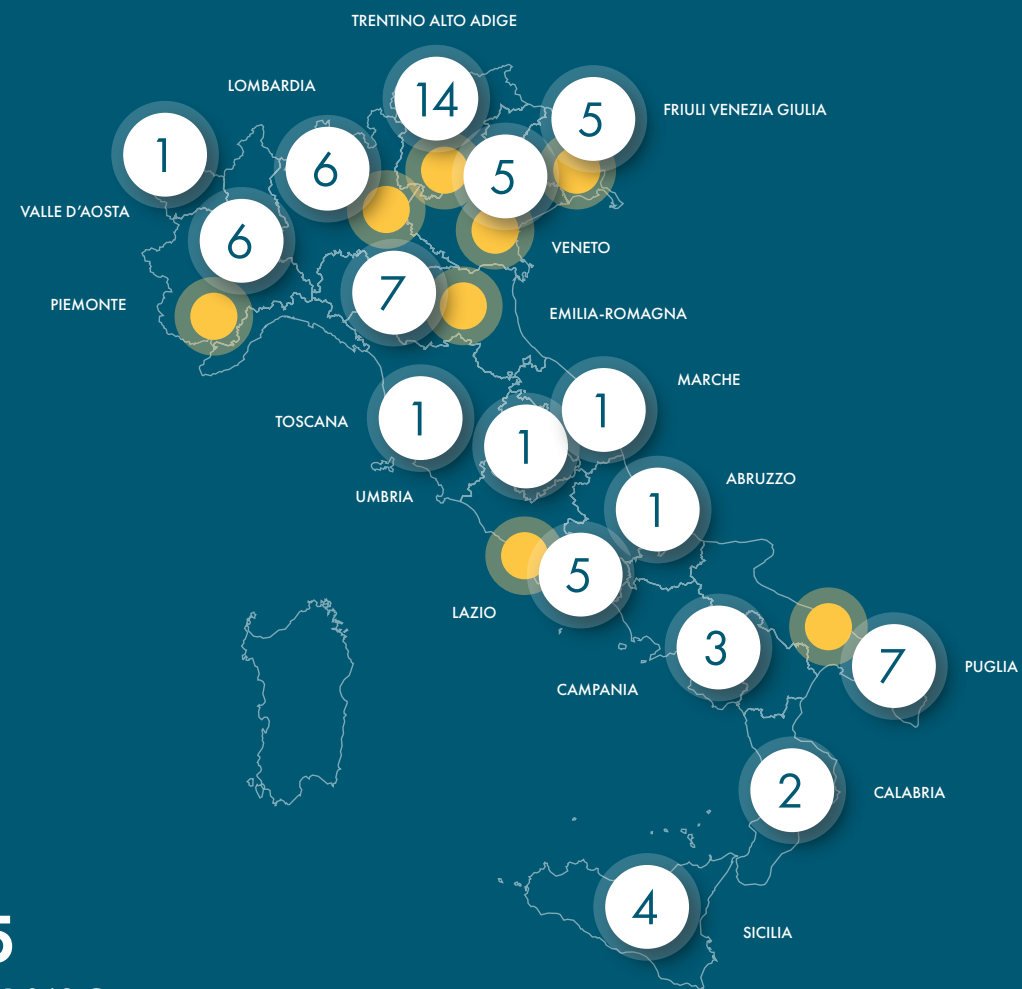 TRENTINO ALTO ADIGE
14
LOMBARDIA
6
5
FRIULI VENEZIA GIULIA
1
VALLE D'AOSTA
5
VENETO
6
PIEMONTE
7
EMILIA-ROMAGNA
1
MARCHE
1
TOSCANA
1
UMBRIA
1
ABRUZZO
5
LAZIO
3
CAMPANIA
7
PUGLIA
2
CALABRIA
4
SICILIA
5